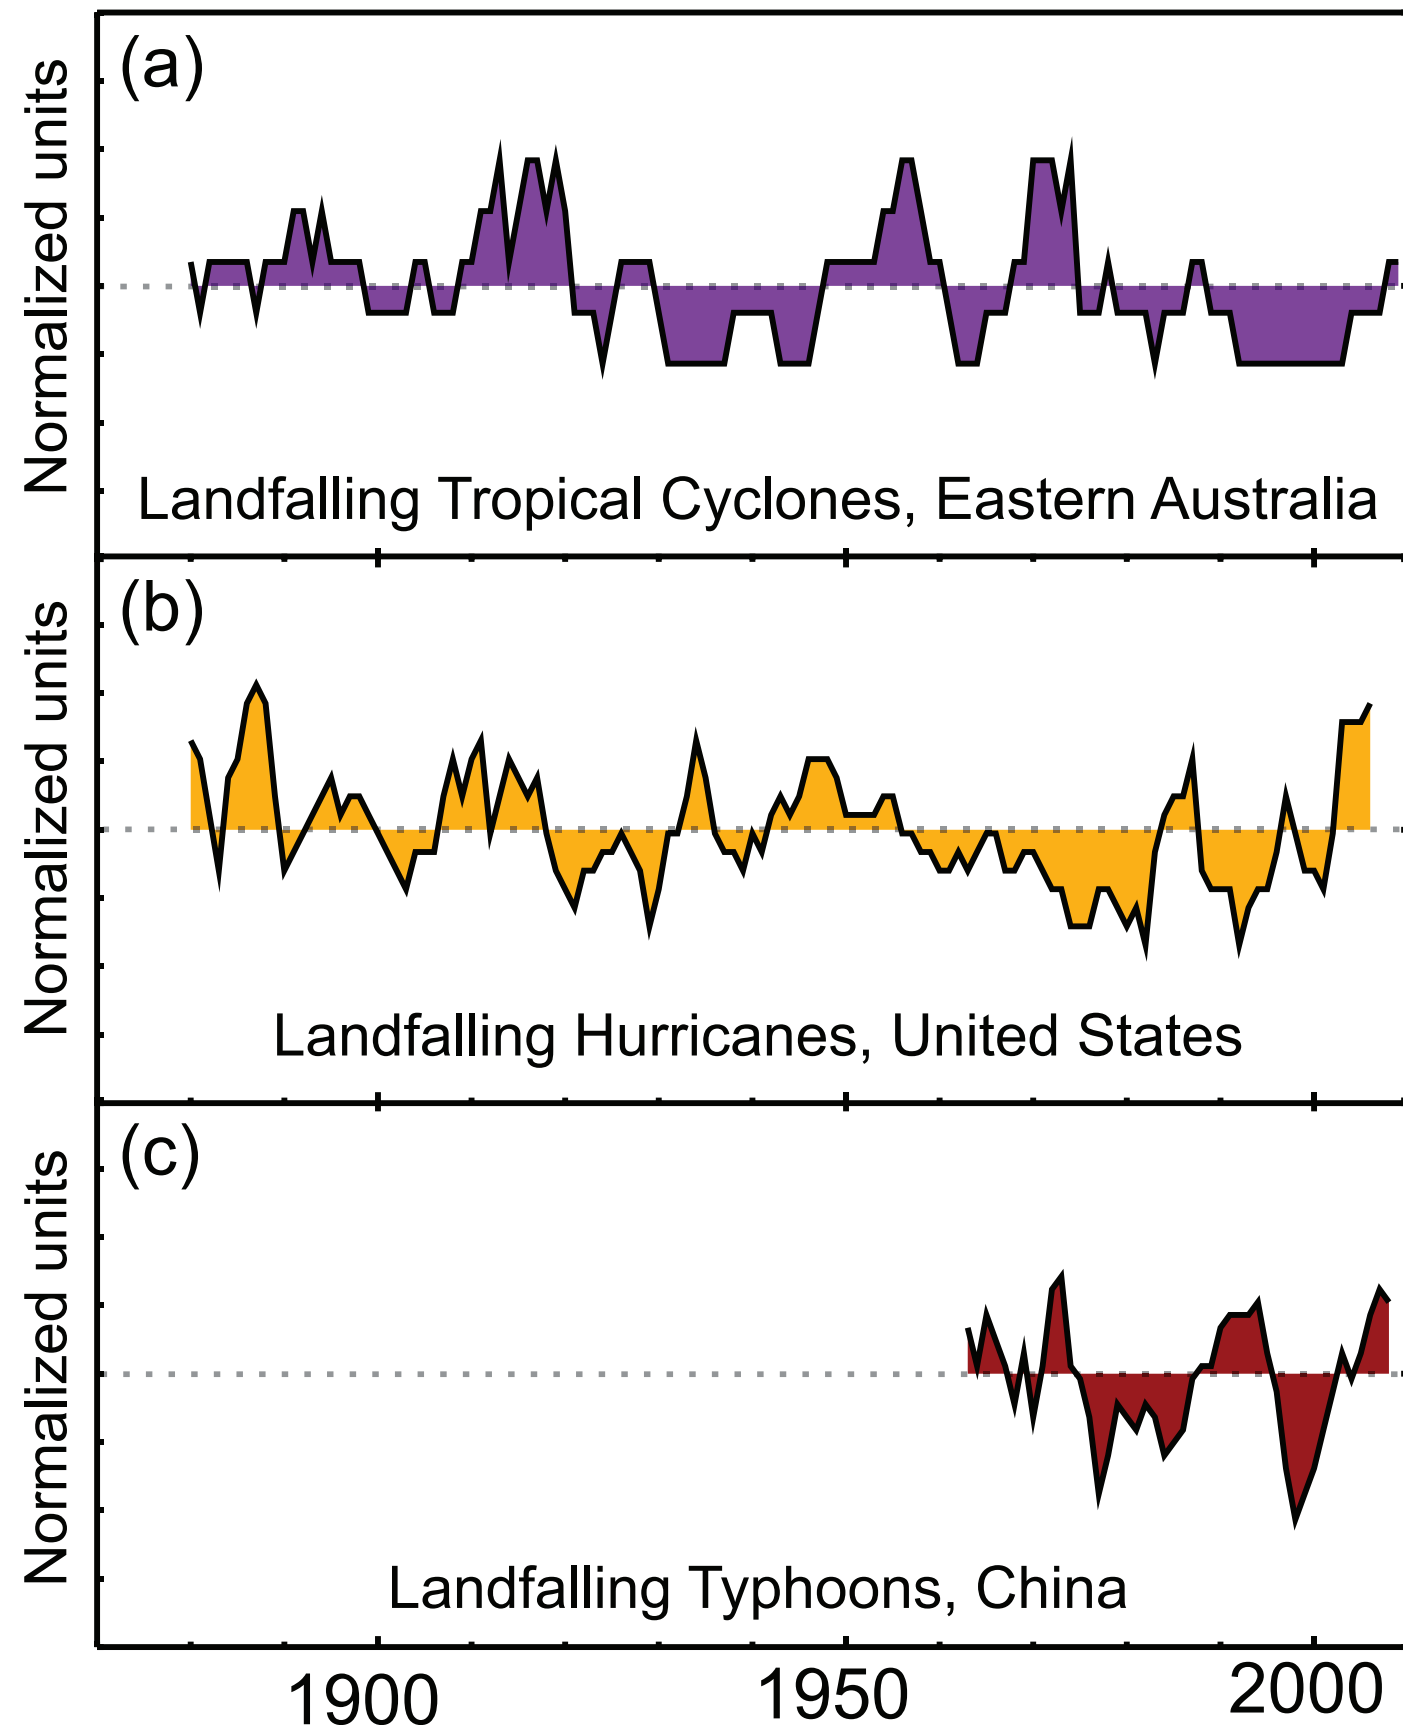 (a)
Normalized units
Landfalling Tropical Cyclones, Eastern Australia
(b)
Normalized units
Landfalling Hurricanes, United States
(c)
Normalized units
Landfalling Typhoons, China
1900 1950 2000